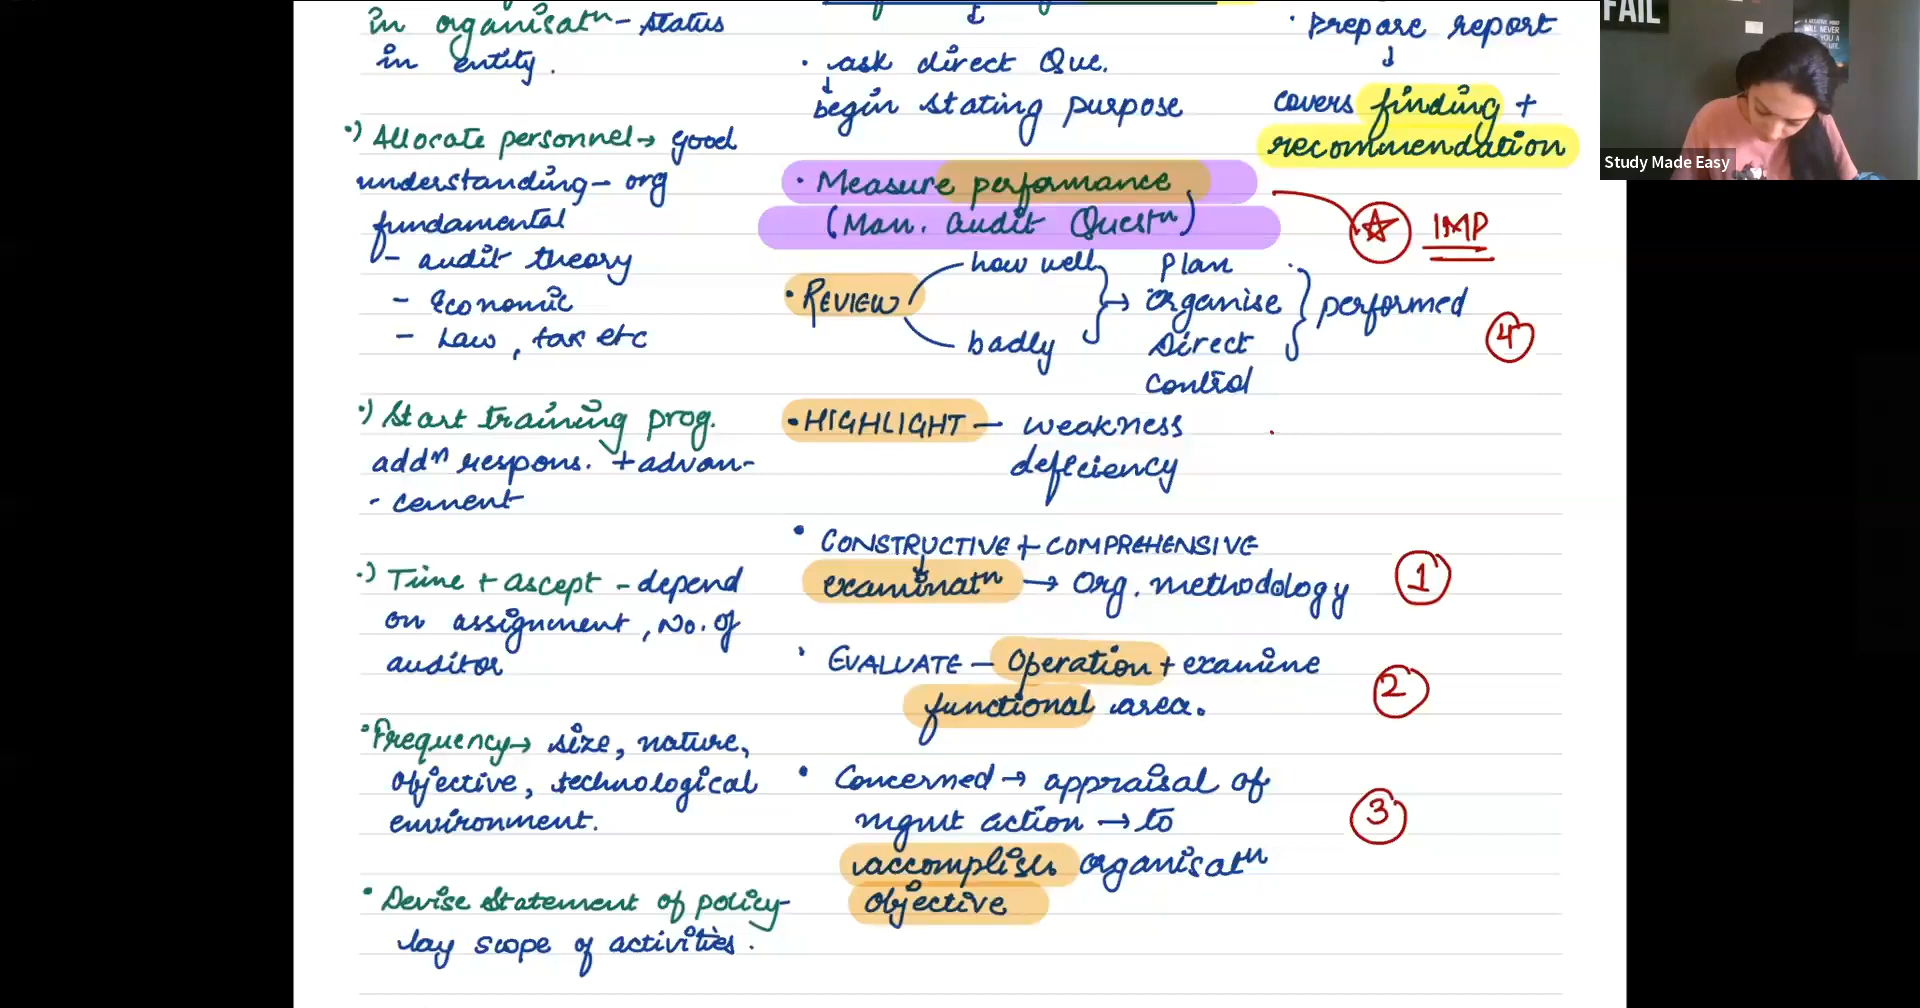 in organisatn - status
in entity.
·) Allocate personnel → good
understanding - org
fundamental
- audit theory
- Economic
- Law, tax etc
·) Start training prog.
addn respons. + advan-
- cement
·) Time + ascept - depend
on assignment, No. of
auditor
· Frequency → size, nature,
objective, technological
environment.
· Devise statement of policy -
lay scope of activities.
↓
· ask direct Que.
↓
begin stating purpose
· Measure performance
(Man. Audit Questn)
· REVIEW
how well
badly
→
Plan
Organise
Direct
Control
performed
④
· HIGHLIGHT - weakness
deficiency
· CONSTRUCTIVE + COMPREHENSIVE
↓
examinatn → Org. methodology
①
· EVALUATE - Operation + examine
functional area.
②
· Concerned → appraisal of
mgmt action → to
accomplish organisatn
objective
③
· Prepare report
↓
covers finding +
recommendation
☆ IMP
FAIL
Study Made Easy